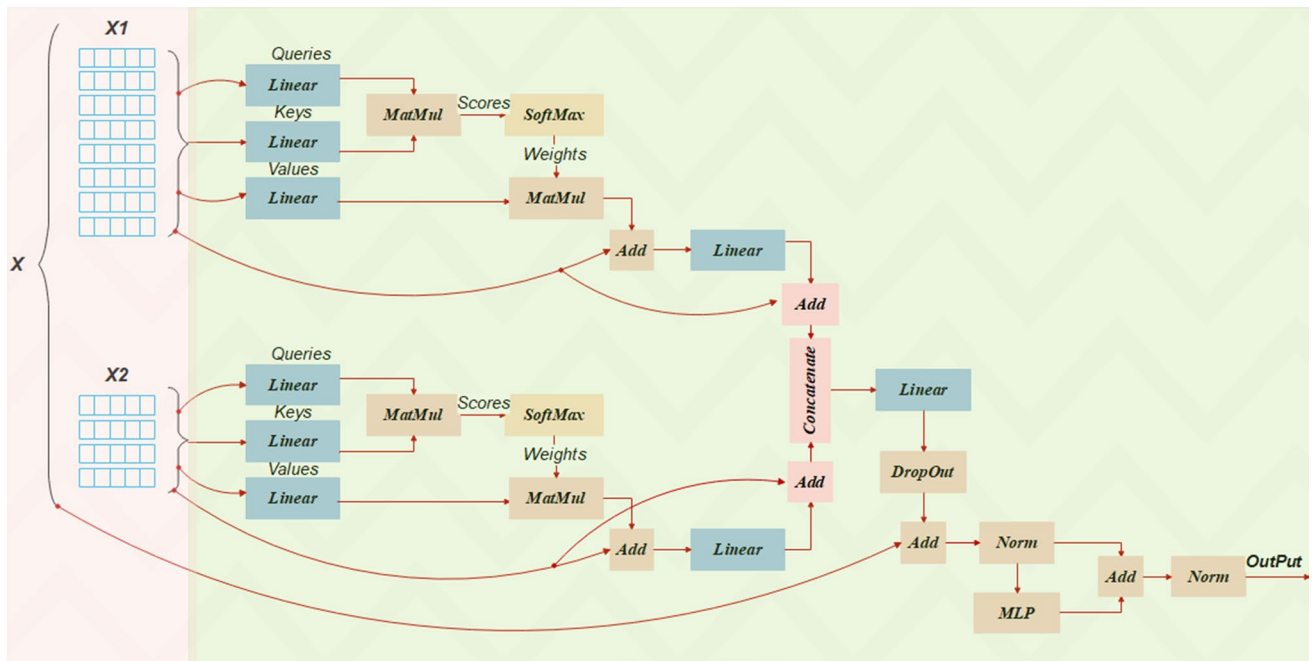 X1
Queries
Linear
Keys
Linear
Values
Linear
MatMul
Scores
SoftMax
Weights
MatMul
Add
Linear
Add
X
X2
Queries
Linear
Keys
Linear
Values
Linear
MatMul
Scores
SoftMax
Weights
MatMul
Add
Linear
Add
Concatenate
Linear
DropOut
Add
Norm
MLP
Add
Norm
OutPut